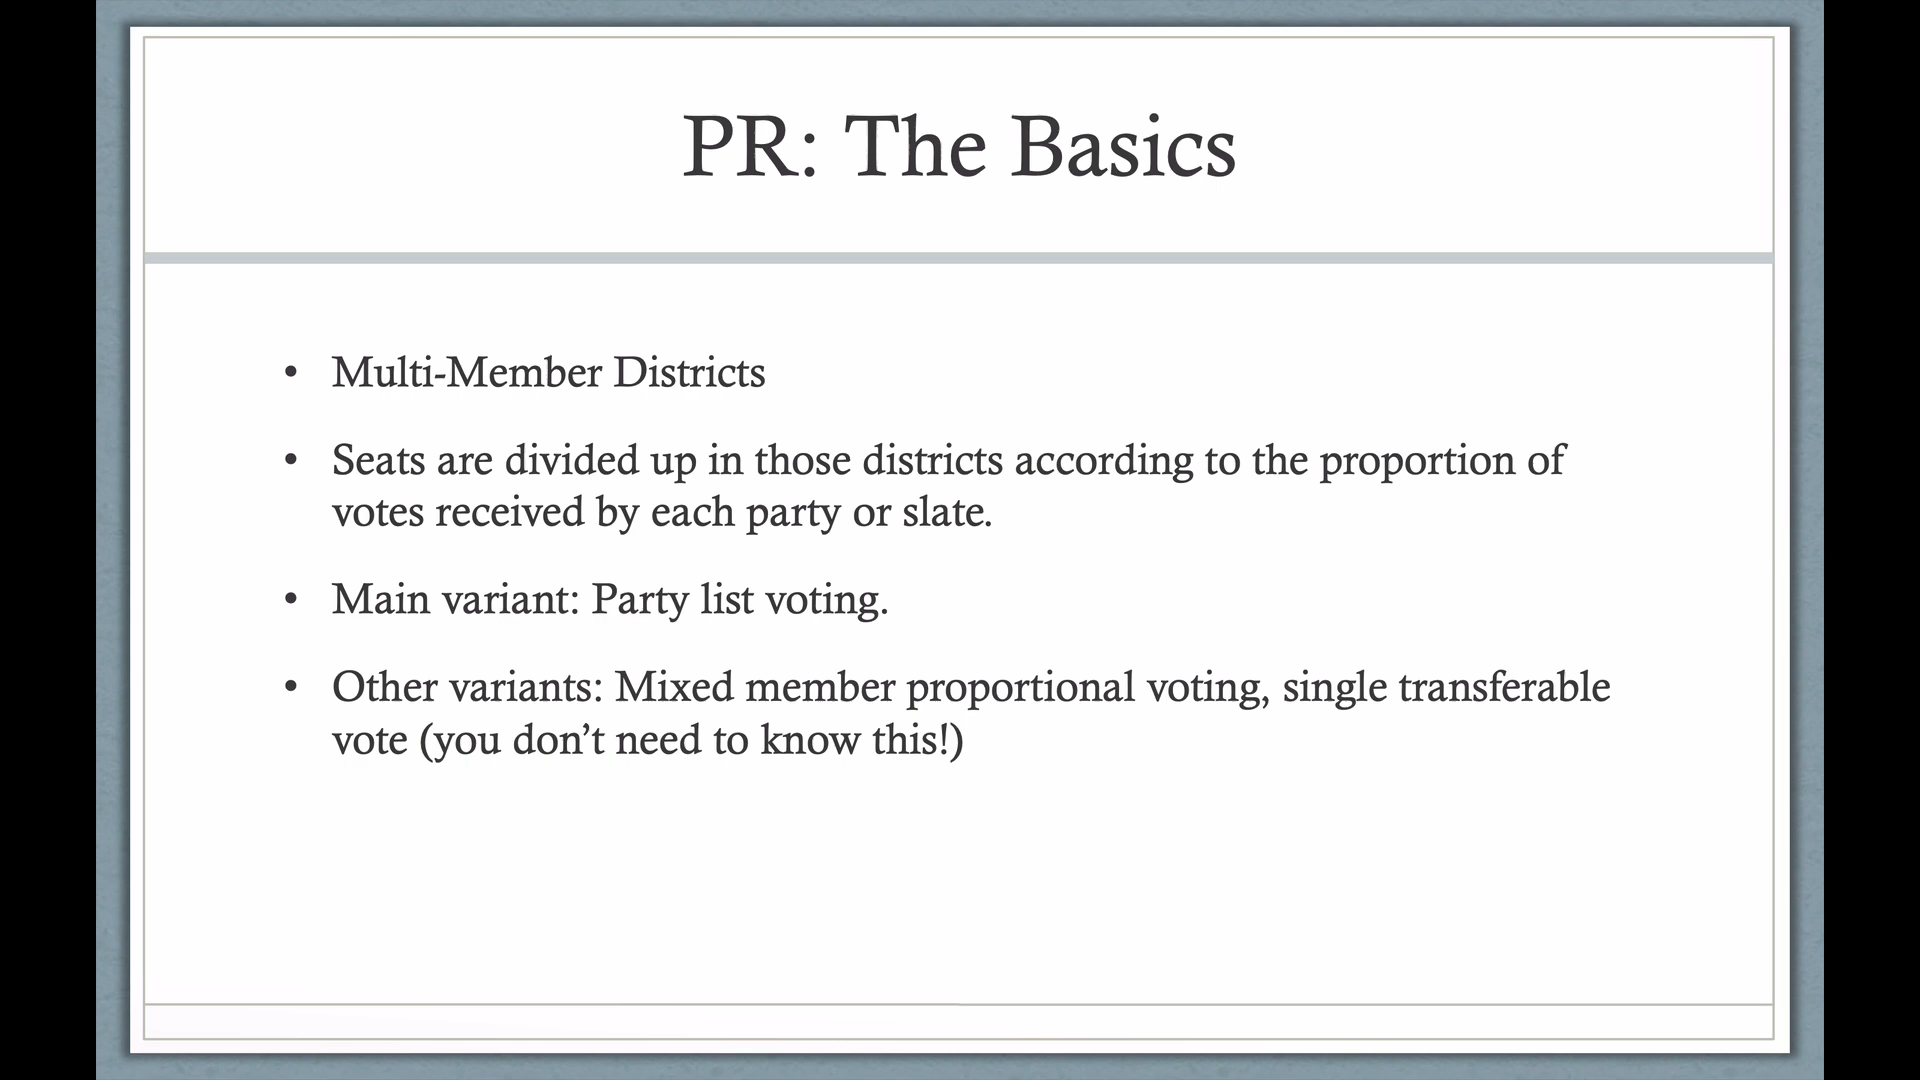 PR: The Basics
• Multi-Member Districts
• Seats are divided up in those districts according to the proportion of
votes received by each party or slate.
• Main variant: Party list voting.
• Other variants: Mixed member proportional voting, single transferable
vote (you don’t need to know this!)